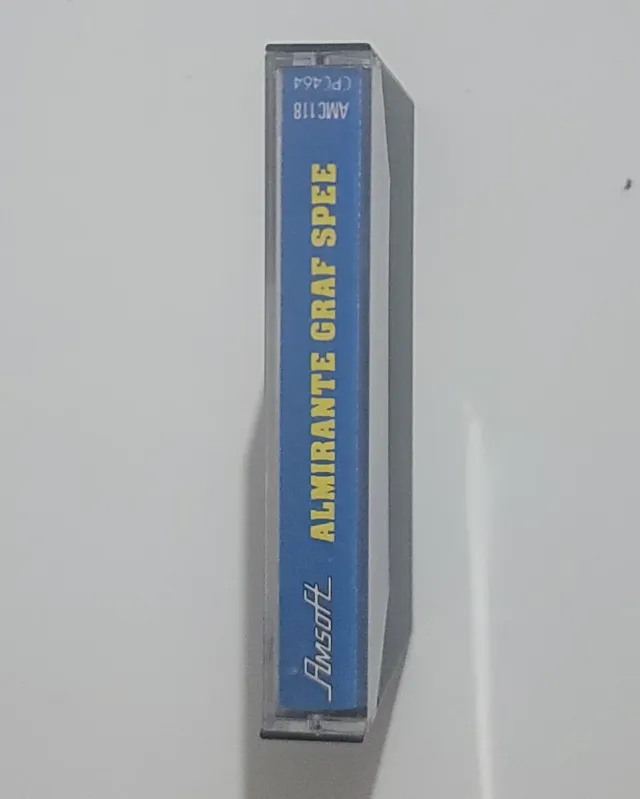 Amsoft
ALMIRANTE GRAF SPEE
AMC118
CPC464